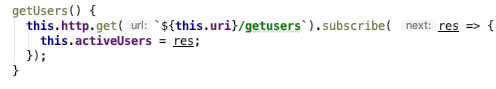 getUsers() {
this.http.get( url: `${this.uri}/getusers`).subscribe( next: res => {
this.activeUsers = res;
});
}